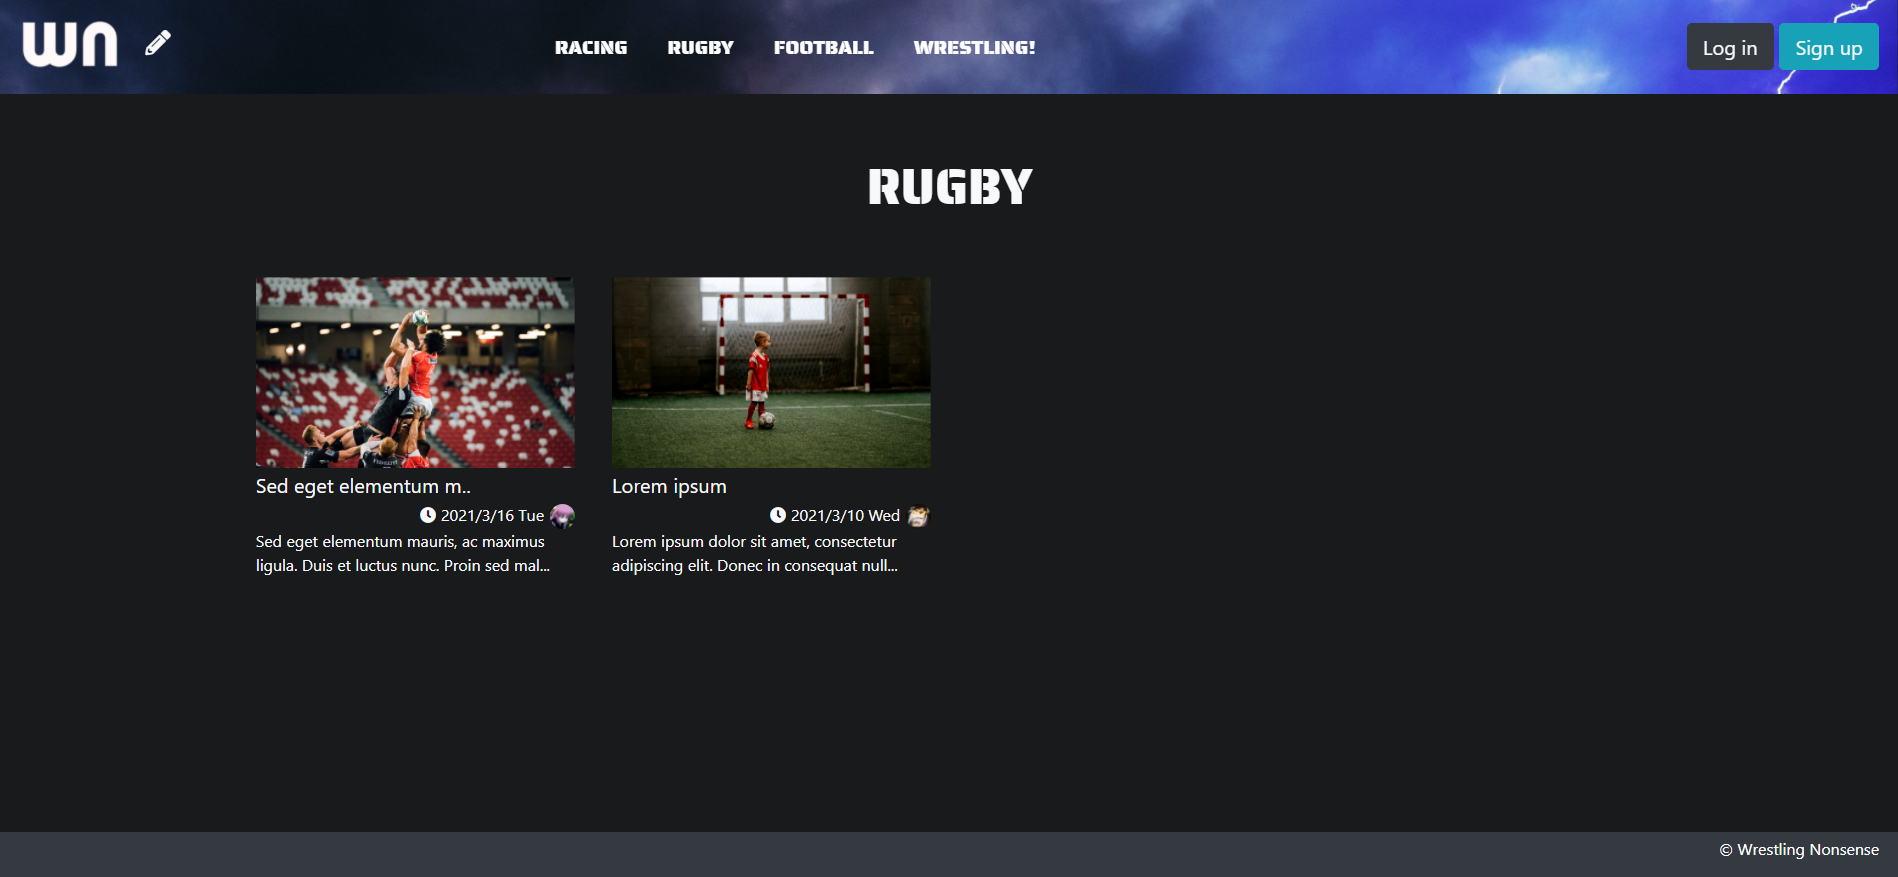 wn
RACING RUGBY FOOTBALL WRESTLING!
Log in Sign up
RUGBY
Sed eget elementum m..
2021/3/16 Tue
Sed eget elementum mauris, ac maximus
ligula. Duis et luctus nunc. Proin sed mal...
Lorem ipsum
2021/3/10 Wed
Lorem ipsum dolor sit amet, consectetur
adipiscing elit. Donec in consequat null...
© Wrestling Nonsense